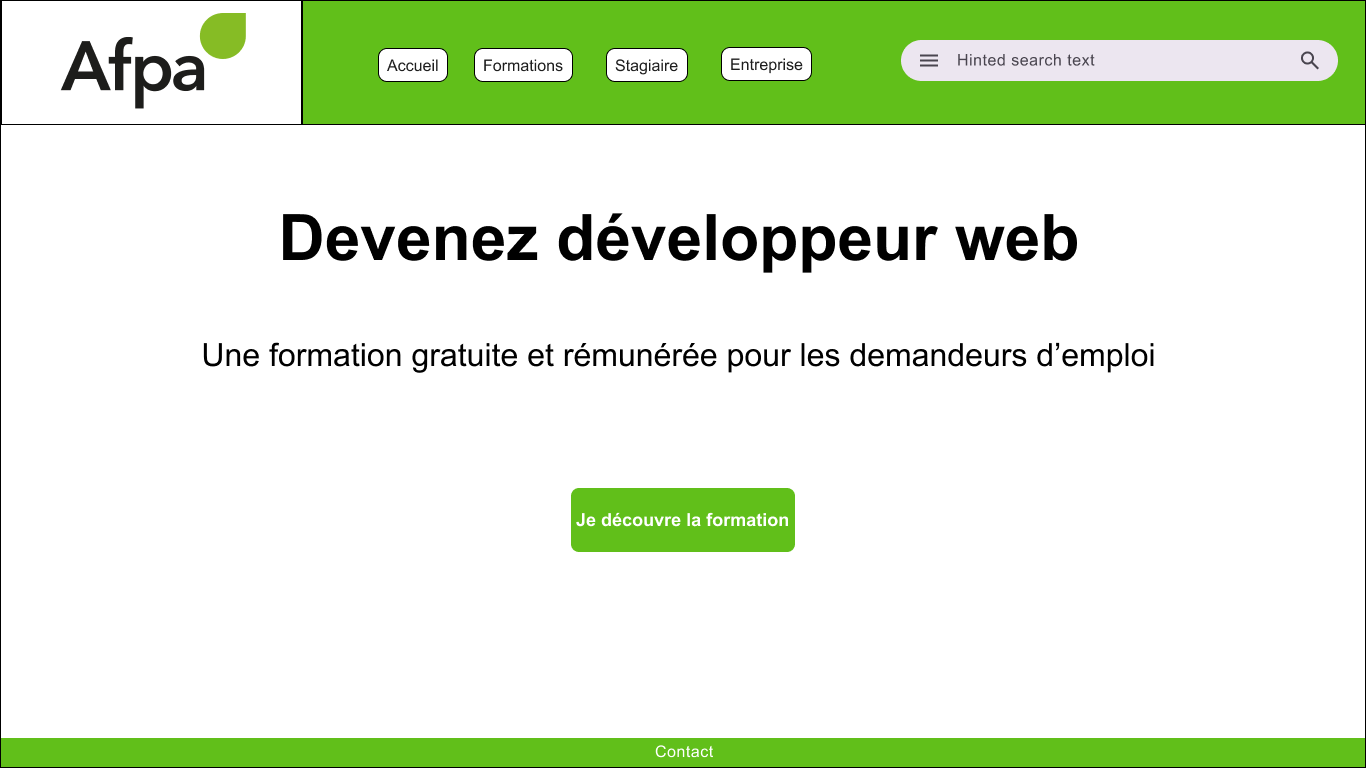 Afpa
Accueil
Formations
Stagiaire
Entreprise
Hinted search text
Devenez développeur web
Une formation gratuite et rémunérée pour les demandeurs d’emploi
Je découvre la formation
Contact